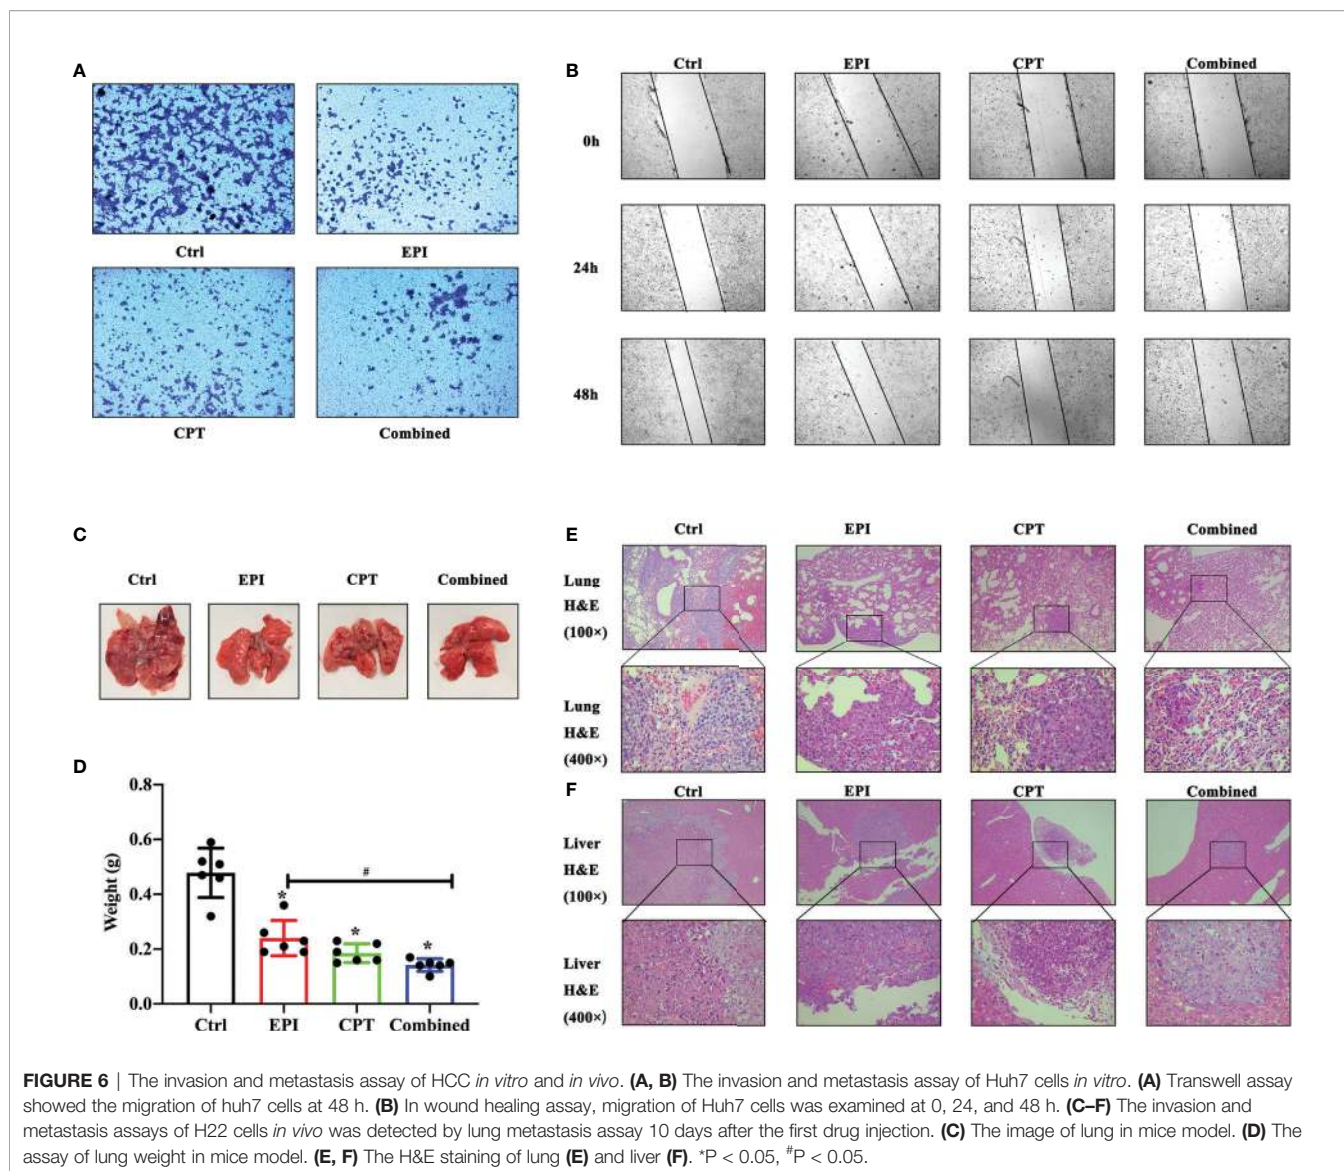 A
Ctrl
EPI
CPT
Combined
B
Ctrl
EPI
CPT
Combined
0h
24h
48h
C
Ctrl
EPI
CPT
Combined
D
Weight (g)
0.8
0.6
0.4
0.2
0.0
#
*
*
*
Ctrl
EPI
CPT
Combined
E
Ctrl
EPI
CPT
Combined
Lung
H&E
(100×)
Lung
H&E
(400×)
F
Ctrl
EPI
CPT
Combined
Liver
H&E
(100×)
Liver
H&E
(400×)
FIGURE 6 | The invasion and metastasis assay of HCC in vitro and in vivo. (A, B) The invasion and metastasis assay of Huh7 cells in vitro. (A) Transwell assay
showed the migration of huh7 cells at 48 h. (B) In wound healing assay, migration of Huh7 cells was examined at 0, 24, and 48 h. (C–F) The invasion and
metastasis assays of H22 cells in vivo was detected by lung metastasis assay 10 days after the first drug injection. (C) The image of lung in mice model. (D) The
assay of lung weight in mice model. (E, F) The H&E staining of lung (E) and liver (F). *P < 0.05, #P < 0.05.